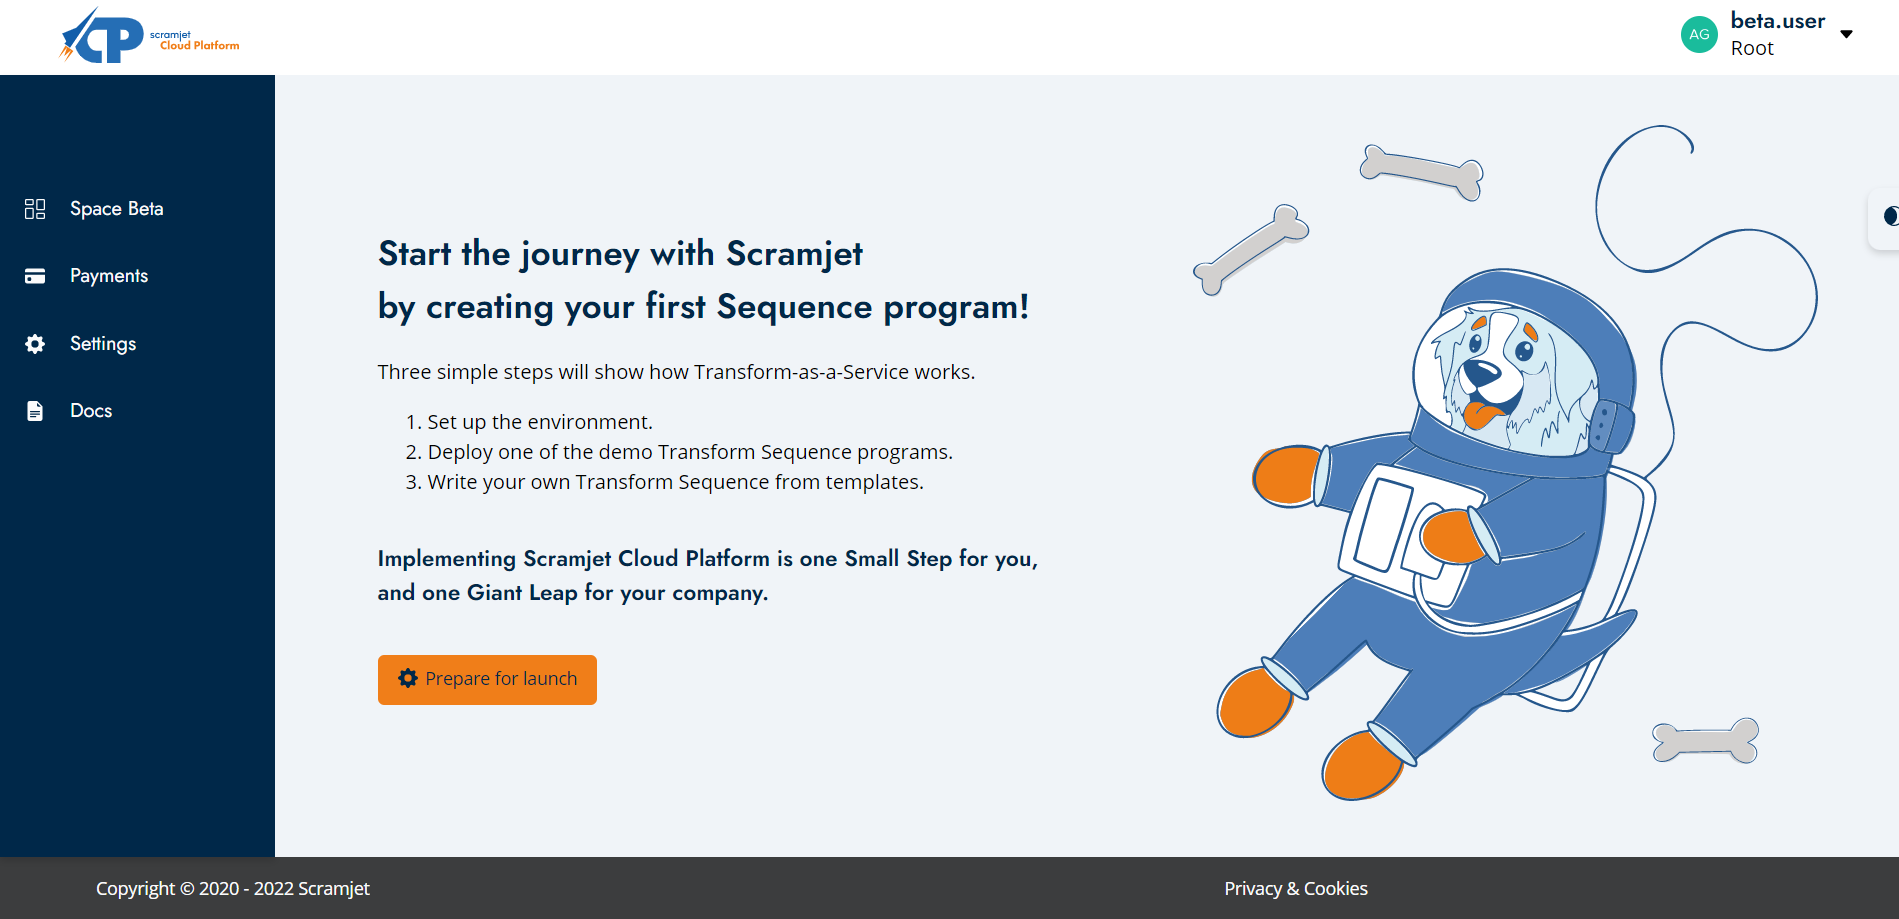 CP
scramjet
Cloud Platform
AG
beta.user
Root
Space Beta
Payments
Settings
Docs
Start the journey with Scramjet
by creating your first Sequence program!
Three simple steps will show how Transform-as-a-Service works.
1. Set up the environment.
2. Deploy one of the demo Transform Sequence programs.
3. Write your own Transform Sequence from templates.
Implementing Scramjet Cloud Platform is one Small Step for you,
and one Giant Leap for your company.
Prepare for launch
Copyright © 2020 - 2022 Scramjet
Privacy & Cookies